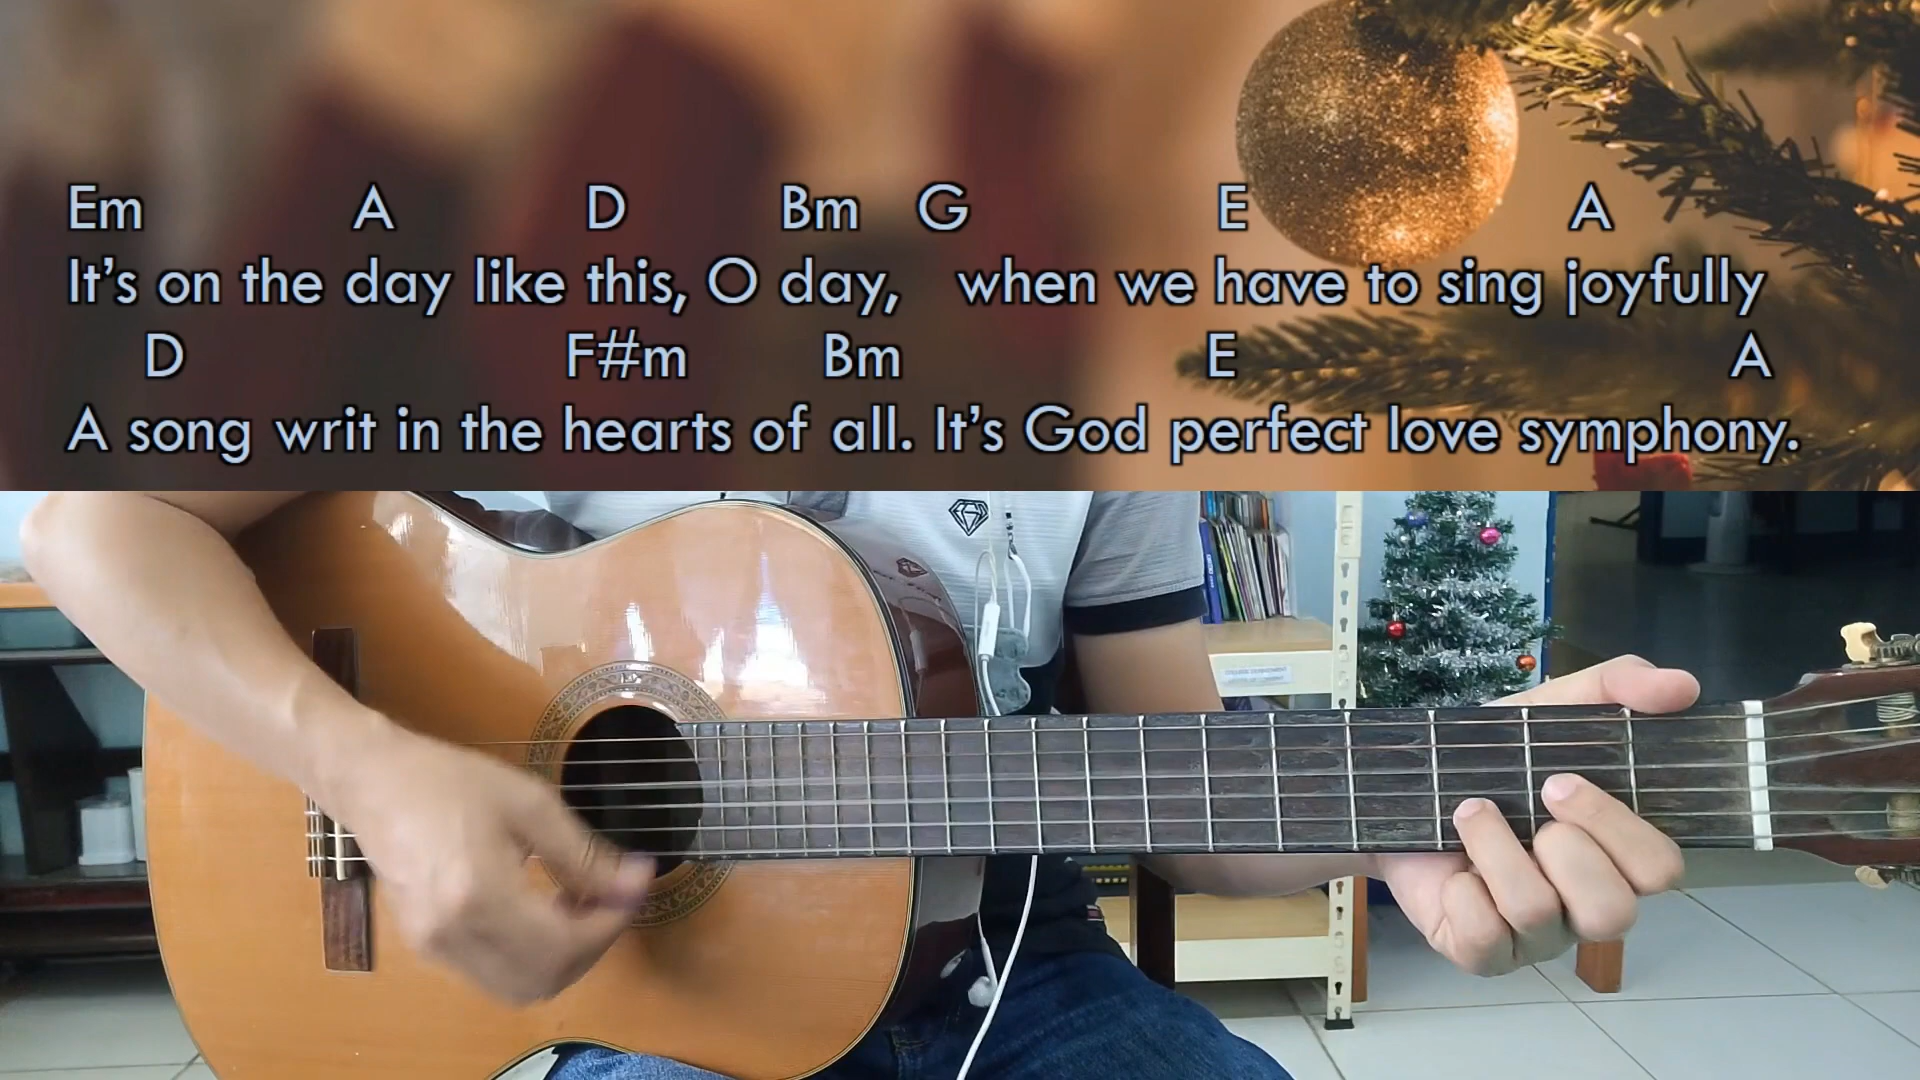 Em A D Bm G E A
It's on the day like this, O day, when we have to sing joyfully
D F#m Bm E A
A song writ in the hearts of all. It's God perfect love symphony.